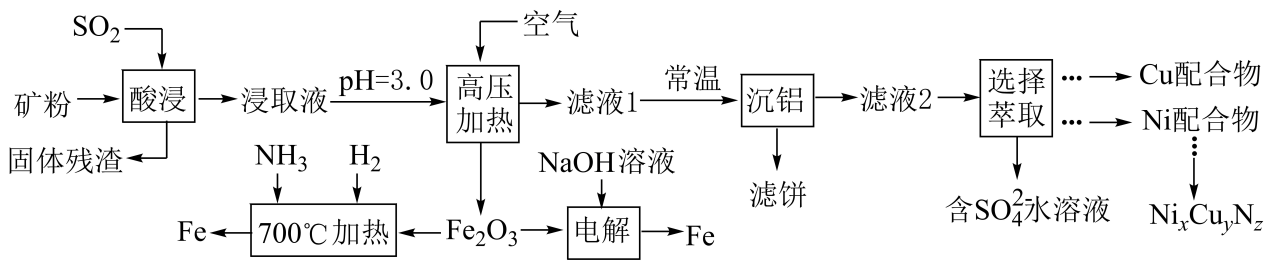 SO₂
空气
矿粉
酸浸
浸取液
pH=3.0
高压
加热
滤液1
常温
沉铝
滤液2
选择
萃取
Cu配合物
Ni配合物
固体残渣
NH₃
H₂
NaOH溶液
滤饼
含SO₄²⁻水溶液
NiₓCuᵧN_z
Fe
700℃加热
Fe₂O₃
电解
Fe